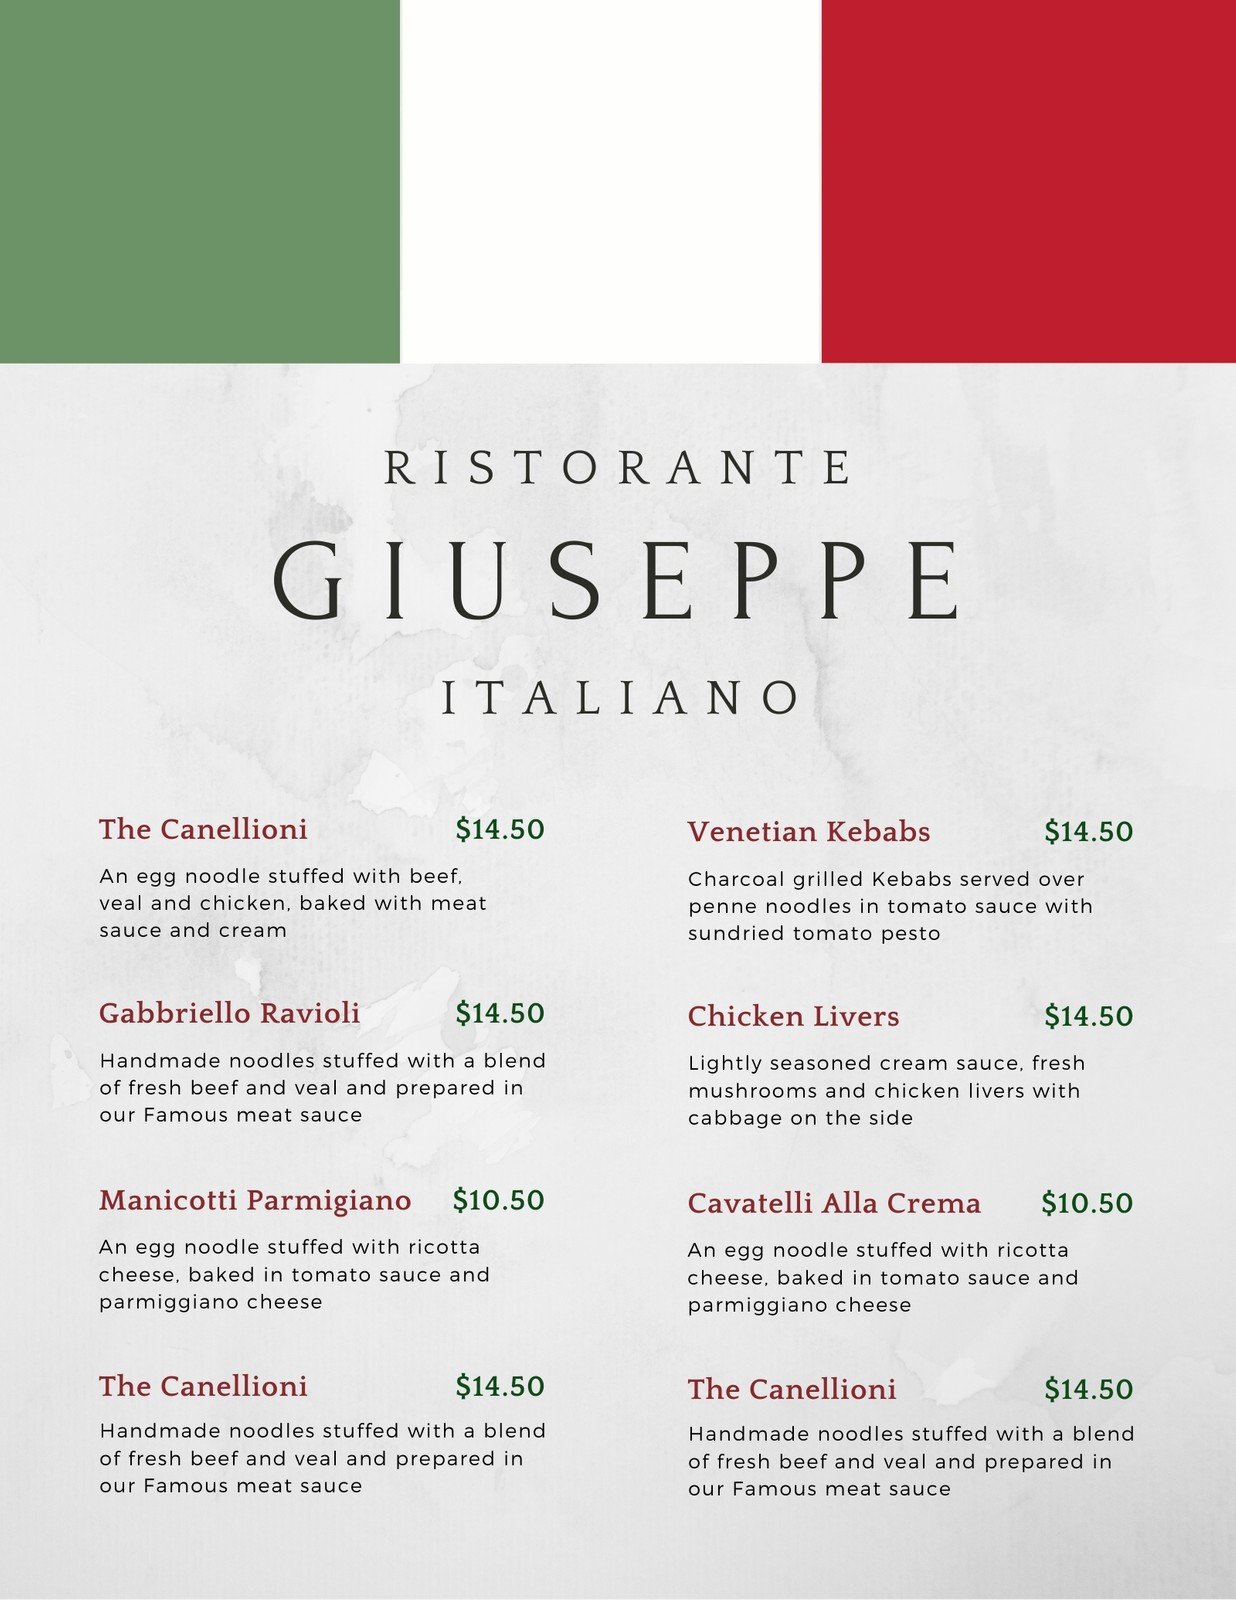 RISTORANTE
GIUSEPPE
ITALIANO
The Canellioni $14.50
An egg noodle stuffed with beef,
veal and chicken, baked with meat
sauce and cream
Gabbriello Ravioli $14.50
Handmade noodles stuffed with a blend
of fresh beef and veal and prepared in
our Famous meat sauce
Manicotti Parmigiano $10.50
An egg noodle stuffed with ricotta
cheese, baked in tomato sauce and
parmiggiano cheese
The Canellioni $14.50
Handmade noodles stuffed with a blend
of fresh beef and veal and prepared in
our Famous meat sauce
Venetian Kebabs $14.50
Charcoal grilled Kebabs served over
penne noodles in tomato sauce with
sundried tomato pesto
Chicken Livers $14.50
Lightly seasoned cream sauce, fresh
mushrooms and chicken livers with
cabbage on the side
Cavatelli Alla Crema $10.50
An egg noodle stuffed with ricotta
cheese, baked in tomato sauce and
parmiggiano cheese
The Canellioni $14.50
Handmade noodles stuffed with a blend
of fresh beef and veal and prepared in
our Famous meat sauce